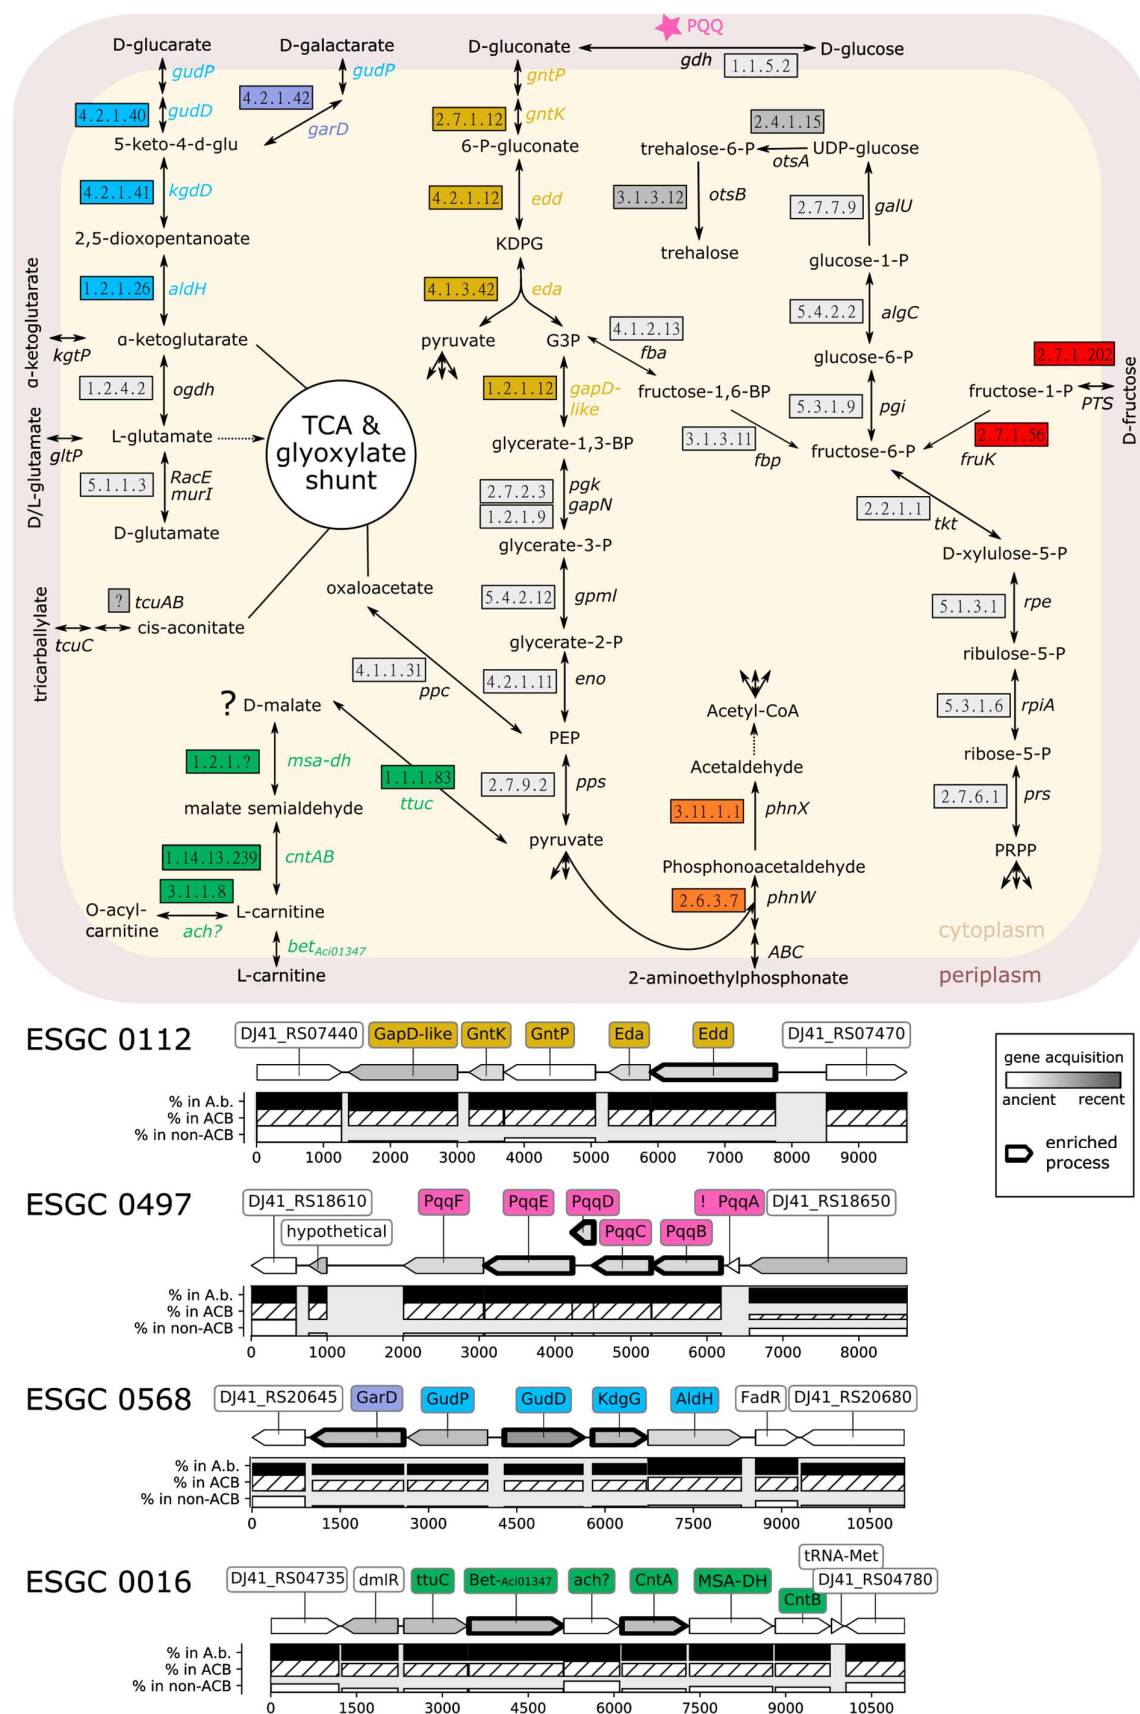 PQQ
D-glucarate
D-galactarate
D-gluconate
D-glucose
gdh
1.1.5.2
gudP
gudP
gntP
4.2.1.40
gudD
4.2.1.42
garD
2.7.1.12
gntK
2.4.1.15
5-keto-4-d-glu
6-P-gluconate
trehalose-6-P
otsA
UDP-glucose
4.2.1.41
kgdD
4.2.1.12
edd
3.1.3.12
otsB
2.7.7.9
galU
2,5-dioxopentanoate
KDPG
trehalose
glucose-1-P
1.2.1.26
aldH
4.1.3.42
eda
5.4.2.2
algC
α-ketoglutarate
kgtP
α-ketoglutarate
pyruvate
G3P
4.1.2.13
fba
glucose-6-P
2.7.1.202
1.2.4.2
ogdh
1.2.1.12
gapD-
like
fructose-1,6-BP
5.3.1.9
pgi
fructose-1-P
PTS
D-fructose
TCA &
glyoxylate
shunt
D/L-glutamate
gltP
L-glutamate
glycerate-1,3-BP
3.1.3.11
fbp
fructose-6-P
2.7.1.56
fruK
5.1.1.3
RacE
murI
2.7.2.3
pgk
1.2.1.9
gapN
2.2.1.1
tkt
D-glutamate
glycerate-3-P
D-xylulose-5-P
oxaloacetate
5.4.2.12
gpmI
5.1.3.1
rpe
tricarballylate
? tcuAB
tcuC
cis-aconitate
glycerate-2-P
ribulose-5-P
4.1.1.31
ppc
4.2.1.11
eno
5.3.1.6
rpiA
? D-malate
Acetyl-CoA
PEP
ribose-5-P
1.2.1.?
msa-dh
1.1.1.83
ttuc
2.7.9.2
pps
Acetaldehyde
2.7.6.1
prs
malate semialdehyde
3.11.1.1
phnX
pyruvate
PRPP
1.14.13.239
cntAB
Phosphonoacetaldehyde
3.1.1.8
2.6.3.7
phnW
O-acyl-
carnitine
ach?
L-carnitine
cytoplasm
betAci01347
ABC
L-carnitine
2-aminoethylphosphonate
periplasm
ESGC 0112
DJ41_RS07440
GapD-like
GntK
GntP
Eda
Edd
DJ41_RS07470
% in A.b.
% in ACB
% in non-ACB
0 1000 2000 3000 4000 5000 6000 7000 8000 9000
gene acquisition
ancient recent
enriched
process
ESGC 0497
DJ41_RS18610
hypothetical
PqqF
PqqE
PqqD
PqqC
PqqB
! PqqA
DJ41_RS18650
% in A.b.
% in ACB
% in non-ACB
0 1000 2000 3000 4000 5000 6000 7000 8000
ESGC 0568
DJ41_RS20645
GarD
GudP
GudD
KdgG
AldH
FadR
DJ41_RS20680
% in A.b.
% in ACB
% in non-ACB
0 1500 3000 4500 6000 7500 9000 10500
ESGC 0016
DJ41_RS04735
dmlR
ttuC
Bet-Aci01347
ach?
CntA
MSA-DH
CntB
tRNA-Met
DJ41_RS04780
% in A.b.
% in ACB
% in non-ACB
0 1500 3000 4500 6000 7500 9000 10500